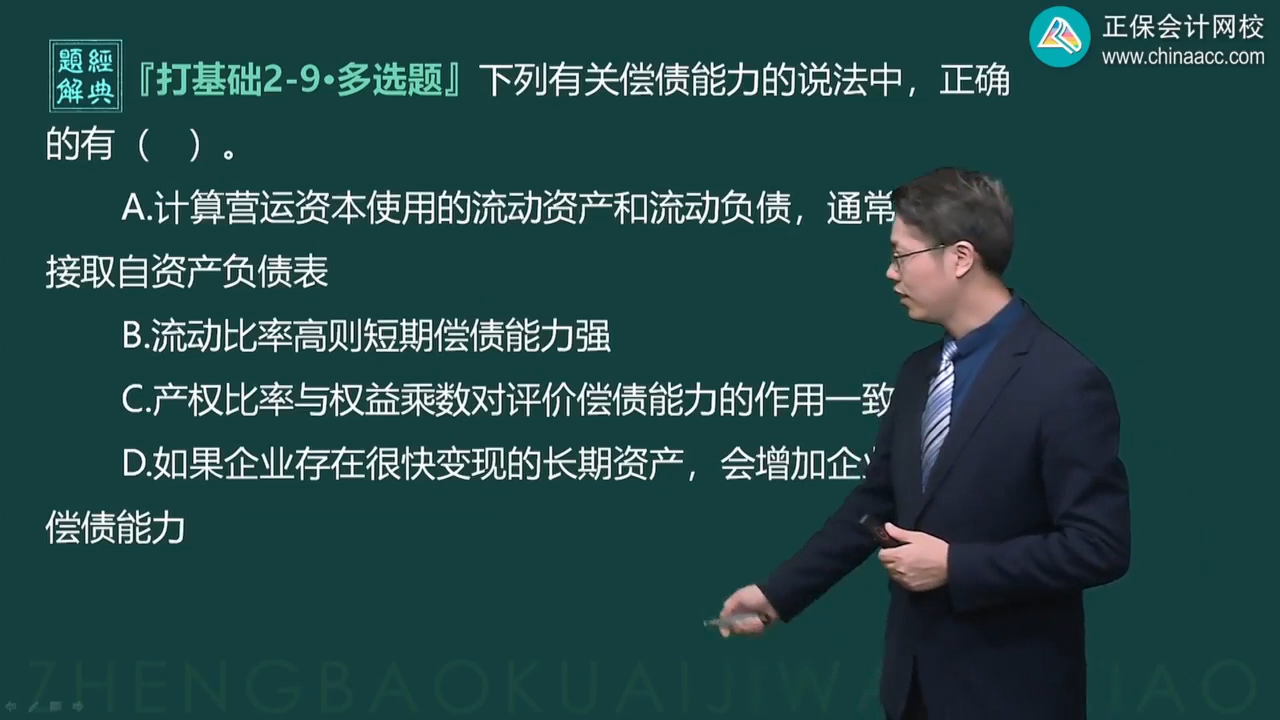 正保会计网校
www.chinaacc.com
經典題解
『打基础2-9·多选题』下列有关偿债能力的说法中，正确
的有（ ）。
A.计算营运资本使用的流动资产和流动负债，通常
接取自资产负债表
B.流动比率高则短期偿债能力强
C.产权比率与权益乘数对评价偿债能力的作用一致
D.如果企业存在很快变现的长期资产，会增加企
偿债能力